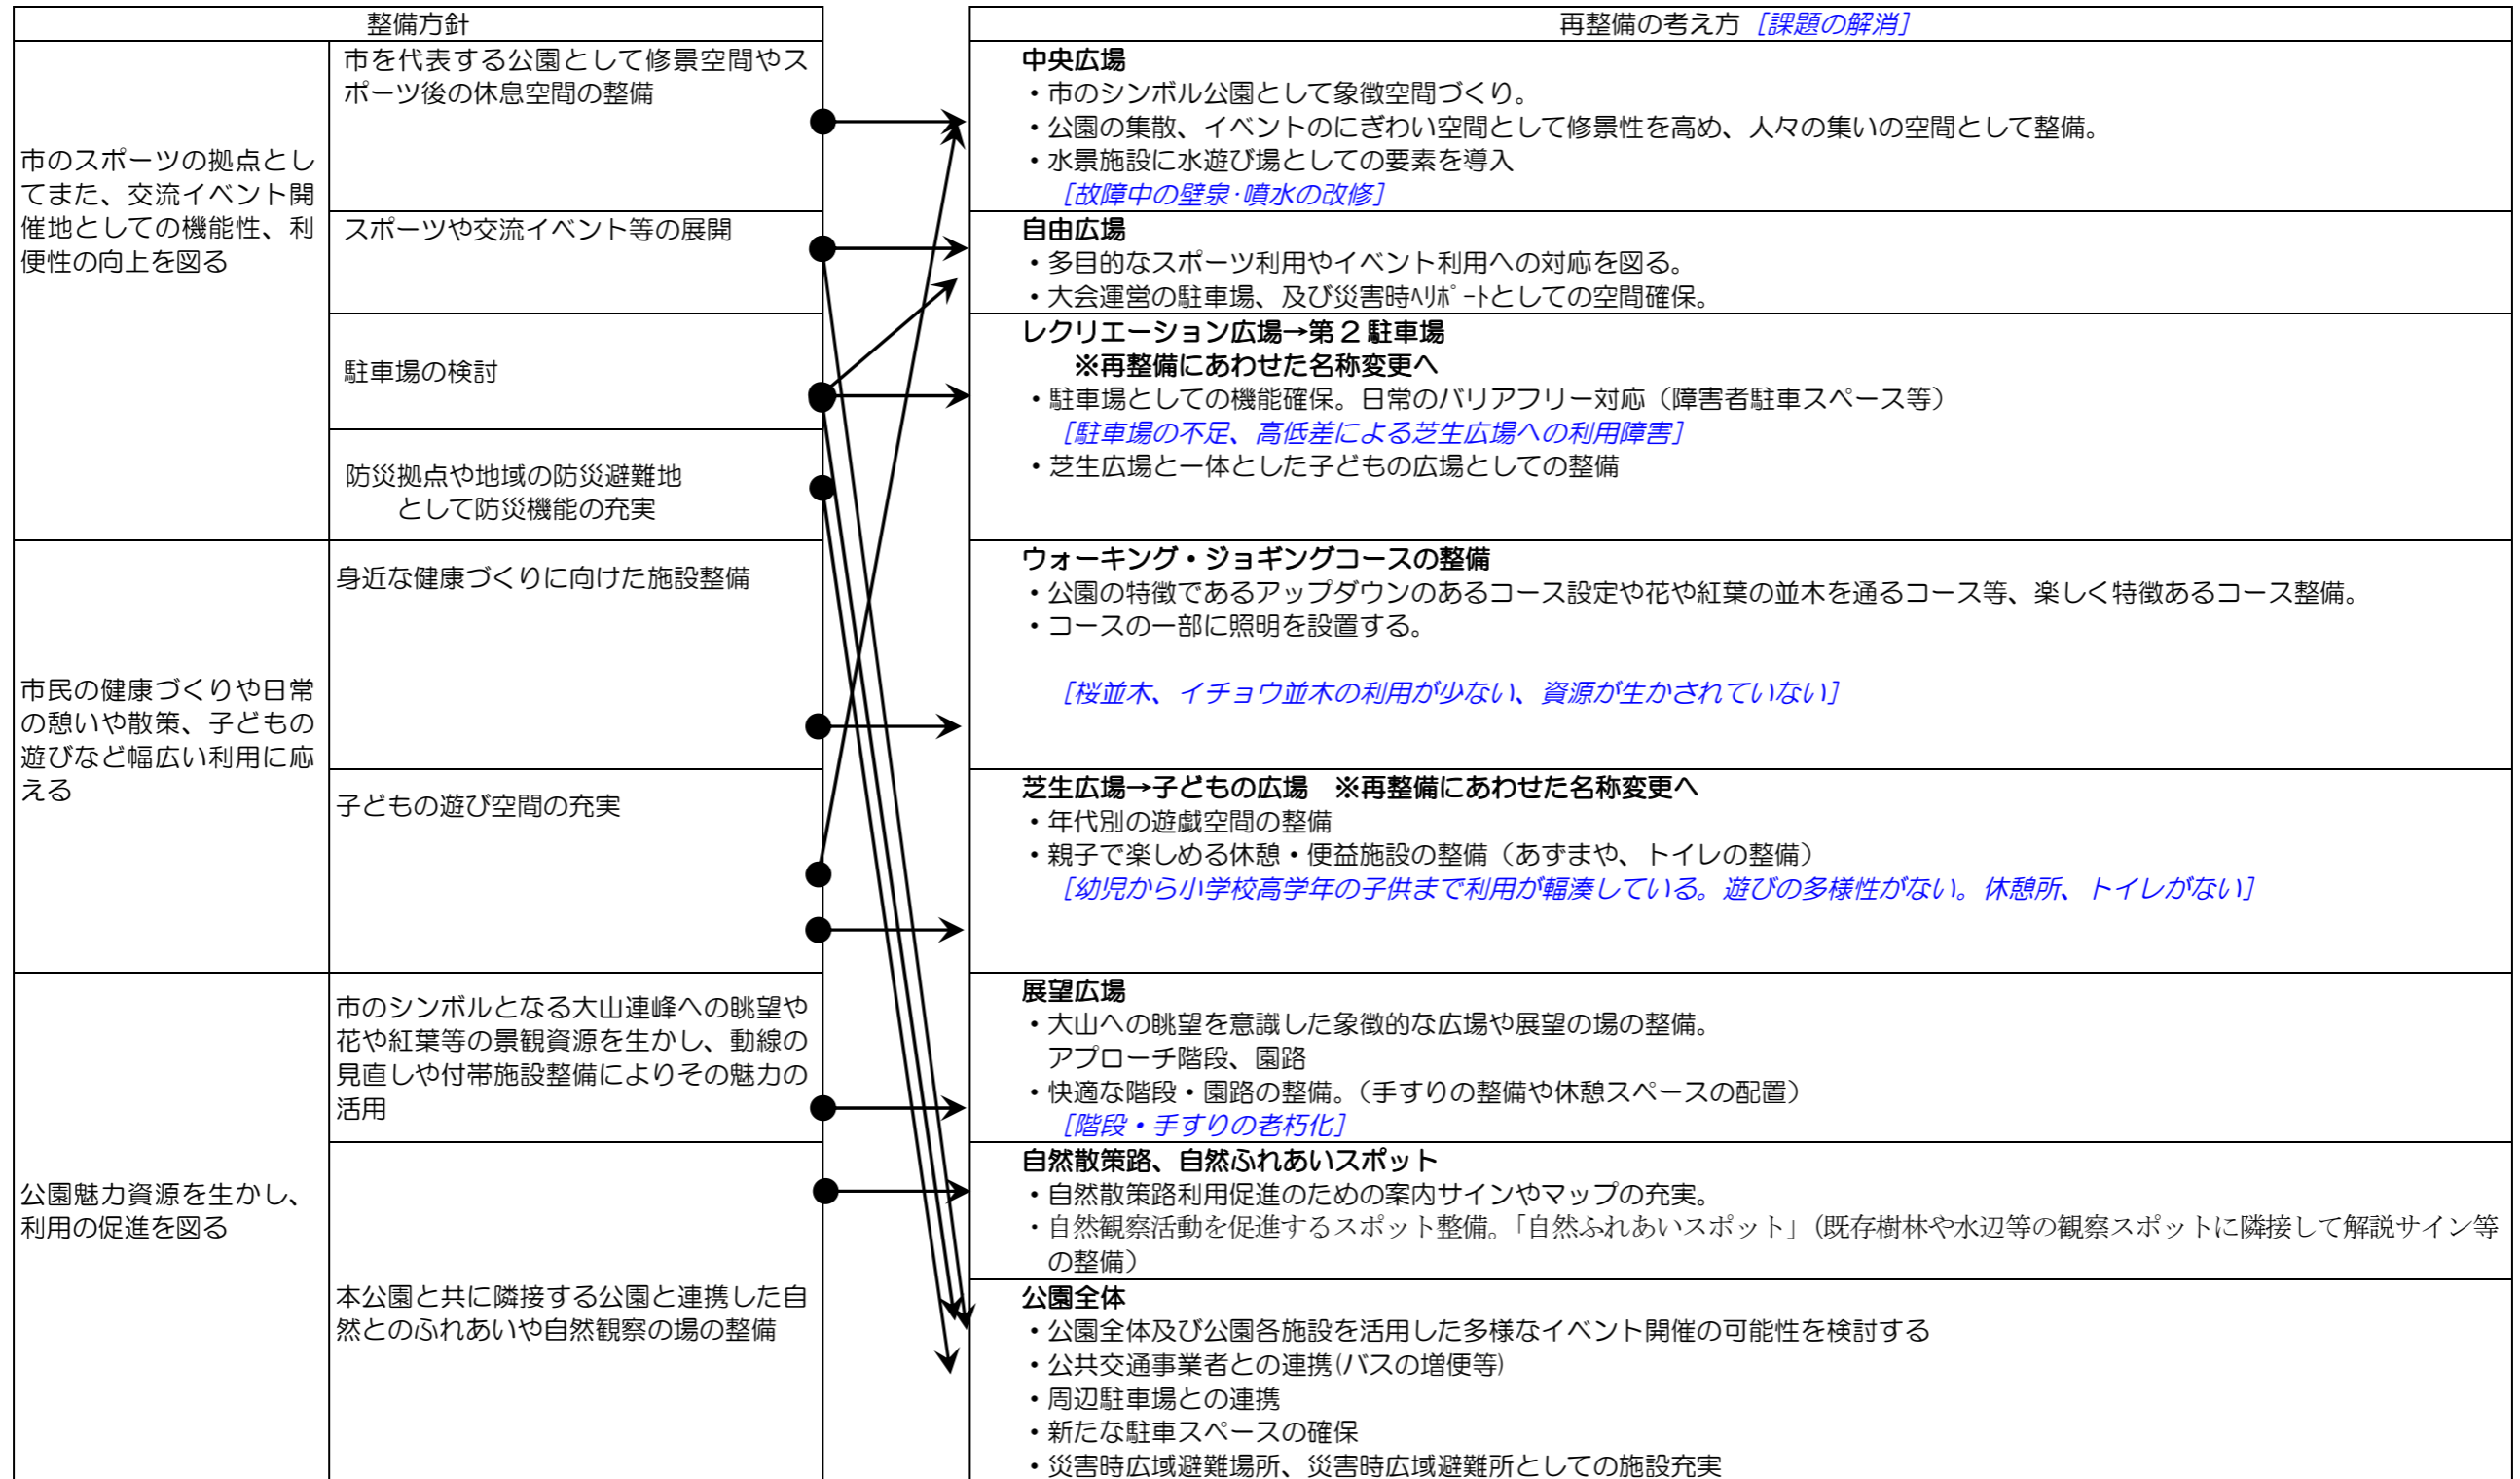 整備方針
市のスポーツの拠点とし
てまた、交流イベント開
催地としての機能性、利
便性の向上を図る
市を代表する公園として修景空間やス
ポーツ後の休息空間の整備
スポーツや交流イベント等の展開
駐車場の検討
防災拠点や地域の防災避難地
として防災機能の充実
市民の健康づくりや日常
の憩いや散策、子どもの
遊びなど幅広い利用に応
える
身近な健康づくりに向けた施設整備
子どもの遊び空間の充実
公園魅力資源を生かし、
利用の促進を図る
市のシンボルとなる大山連峰への眺望や
花や紅葉等の景観資源を生かし、動線の
見直しや付帯施設整備によりその魅力の
活用
本公園と共に隣接する公園と連携した自
然とのふれあいや自然観察の場の整備
再整備の考え方 [課題の解消]
中央広場
・市のシンボル公園として象徴空間づくり。
・公園の集散、イベントのにぎわい空間として修景性を高め、人々の集いの空間として整備。
・水景施設に水遊び場としての要素を導入
[故障中の壁泉･噴水の改修]
自由広場
・多目的なスポーツ利用やイベント利用への対応を図る。
・大会運営の駐車場、及び災害時ﾍﾘﾎﾟｰﾄとしての空間確保。
レクリエーション広場→第２駐車場
※再整備にあわせた名称変更へ
・駐車場としての機能確保。日常のバリアフリー対応（障害者駐車スペース等）
[駐車場の不足、高低差による芝生広場への利用障害]
・芝生広場と一体とした子どもの広場としての整備
ウォーキング・ジョギングコースの整備
・公園の特徴であるアップダウンのあるコース設定や花や紅葉の並木を通るコース等、楽しく特徴あるコース整備。
・コースの一部に照明を設置する。
[桜並木、イチョウ並木の利用が少ない、資源が生かされていない]
芝生広場→子どもの広場　※再整備にあわせた名称変更へ
・年代別の遊戯空間の整備
・親子で楽しめる休憩・便益施設の整備（あずまや、トイレの整備）
[幼児から小学校高学年の子供まで利用が輻湊している。遊びの多様性がない。休憩所、トイレがない]
展望広場
・大山への眺望を意識した象徴的な広場や展望の場の整備。
アプローチ階段、園路
・快適な階段・園路の整備。（手すりの整備や休憩スペースの配置）
[階段・手すりの老朽化]
自然散策路、自然ふれあいスポット
・自然散策路利用促進のための案内サインやマップの充実。
・自然観察活動を促進するスポット整備。「自然ふれあいスポット」（既存樹林や水辺等の観察スポットに隣接して解説サイン等
の整備）
公園全体
・公園全体及び公園各施設を活用した多様なイベント開催の可能性を検討する
・公共交通事業者との連携(バスの増便等)
・周辺駐車場との連携
・新たな駐車スペースの確保
・災害時広域避難場所、災害時広域避難所としての施設充実